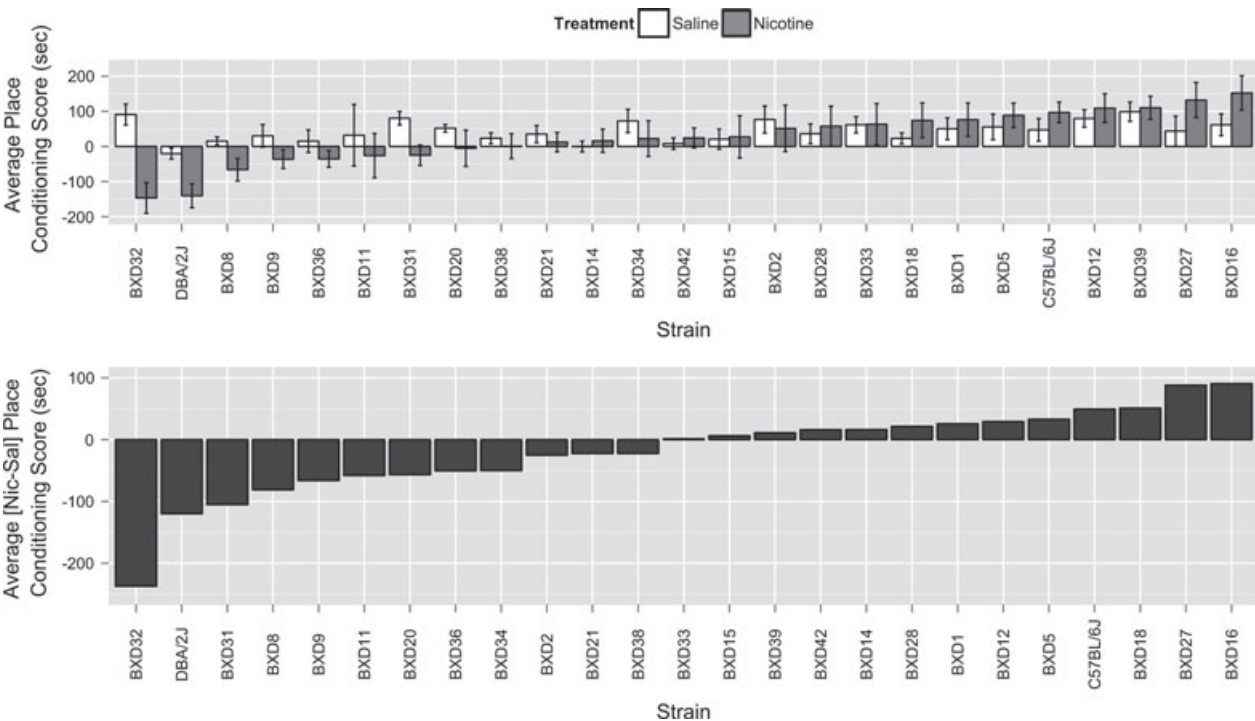 Treatment Saline Nicotine
Average Place
Conditioning Score (sec)
200
100
0
-100
-200
BXD32 DBA/2J BXD8 BXD9 BXD36 BXD11 BXD31 BXD20 BXD38 BXD21 BXD14 BXD34 BXD42 BXD15 BXD2 BXD28 BXD33 BXD18 BXD1 BXD5 C57BL/6J BXD12 BXD39 BXD27 BXD16
Strain
Average [Nic-Sal] Place
Conditioning Score (sec)
100
0
-100
-200
BXD32 DBA/2J BXD31 BXD8 BXD9 BXD11 BXD20 BXD36 BXD34 BXD2 BXD21 BXD38 BXD33 BXD15 BXD39 BXD42 BXD14 BXD28 BXD1 BXD12 BXD5 C57BL/6J BXD18 BXD27 BXD16
Strain